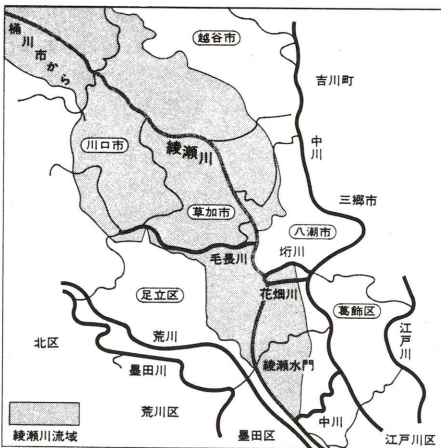 桶川市から
越谷市
吉川町
中川
川口市
綾瀬川
三郷市
草加市
八潮市
毛長川
垳川
花畑川
足立区
葛飾区
荒川
北区
江戸川
墨田川
綾瀬水門
荒川区
中川
墨田区
江戸川区
綾瀬川流域